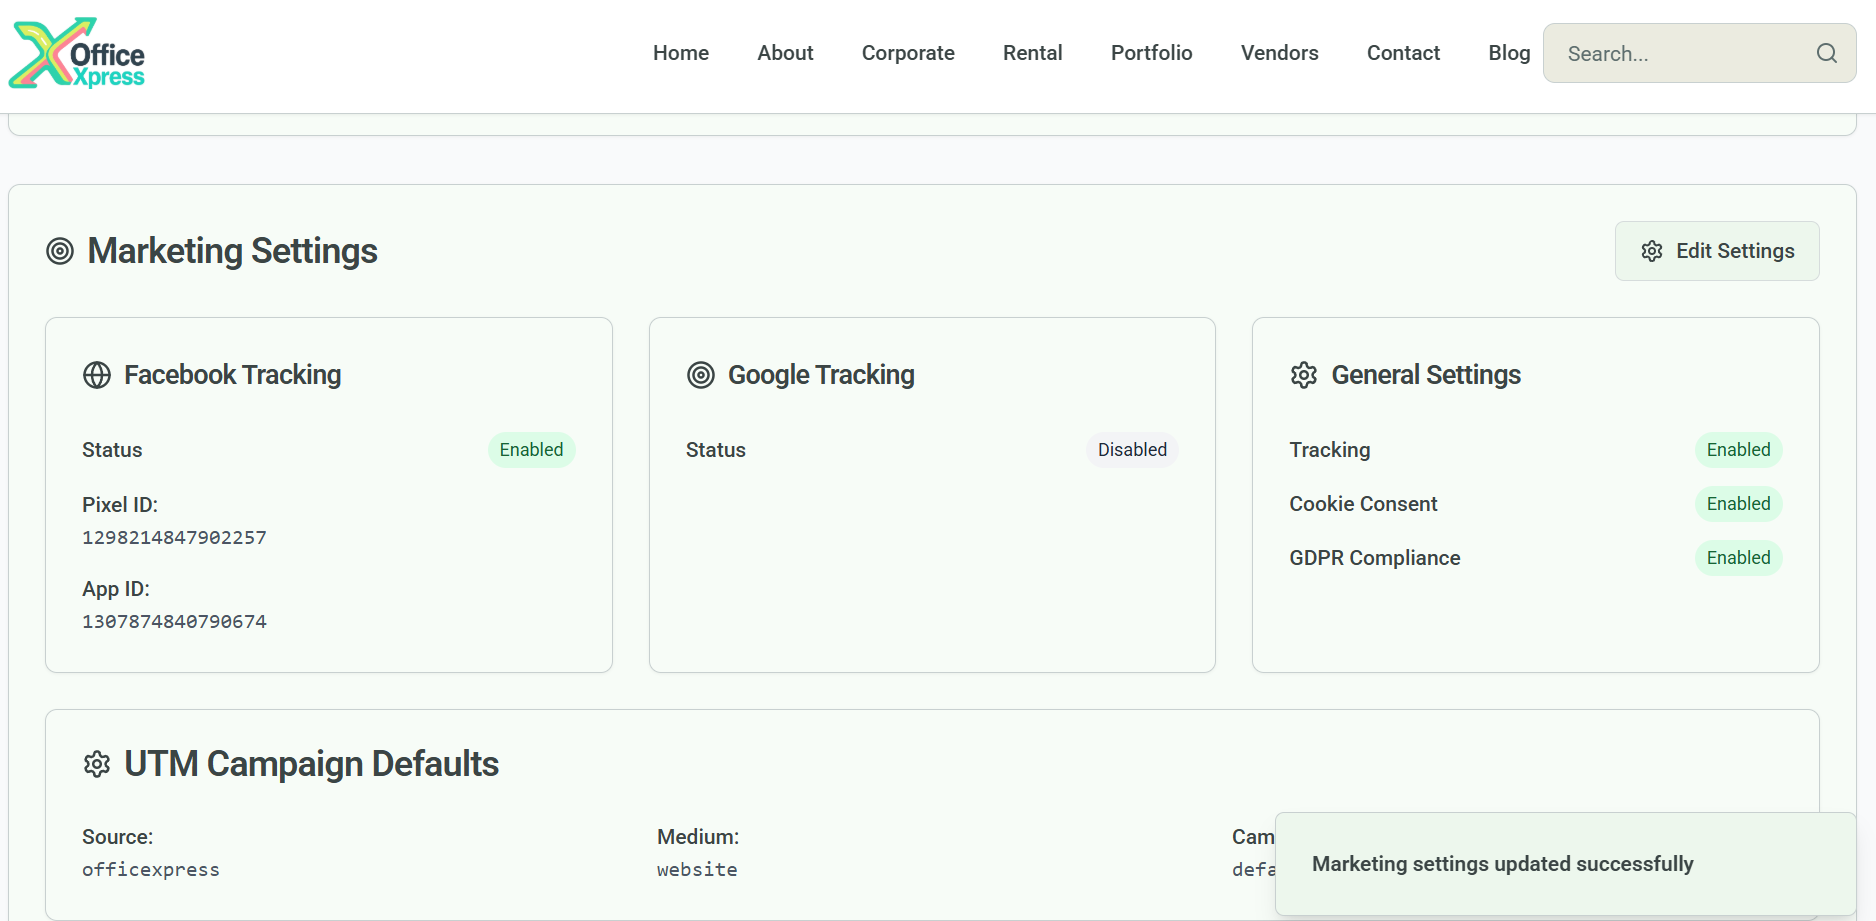 Office
Xpress
Home About Corporate Rental Portfolio Vendors Contact Blog Search...
Marketing Settings
Edit Settings
Facebook Tracking
Status Enabled
Pixel ID:
1298214847902257
App ID:
1307874840790674
Google Tracking
Status Disabled
General Settings
Tracking Enabled
Cookie Consent Enabled
GDPR Compliance Enabled
UTM Campaign Defaults
Source:
officexpress
Medium:
website
Cam
defa
Marketing settings updated successfully